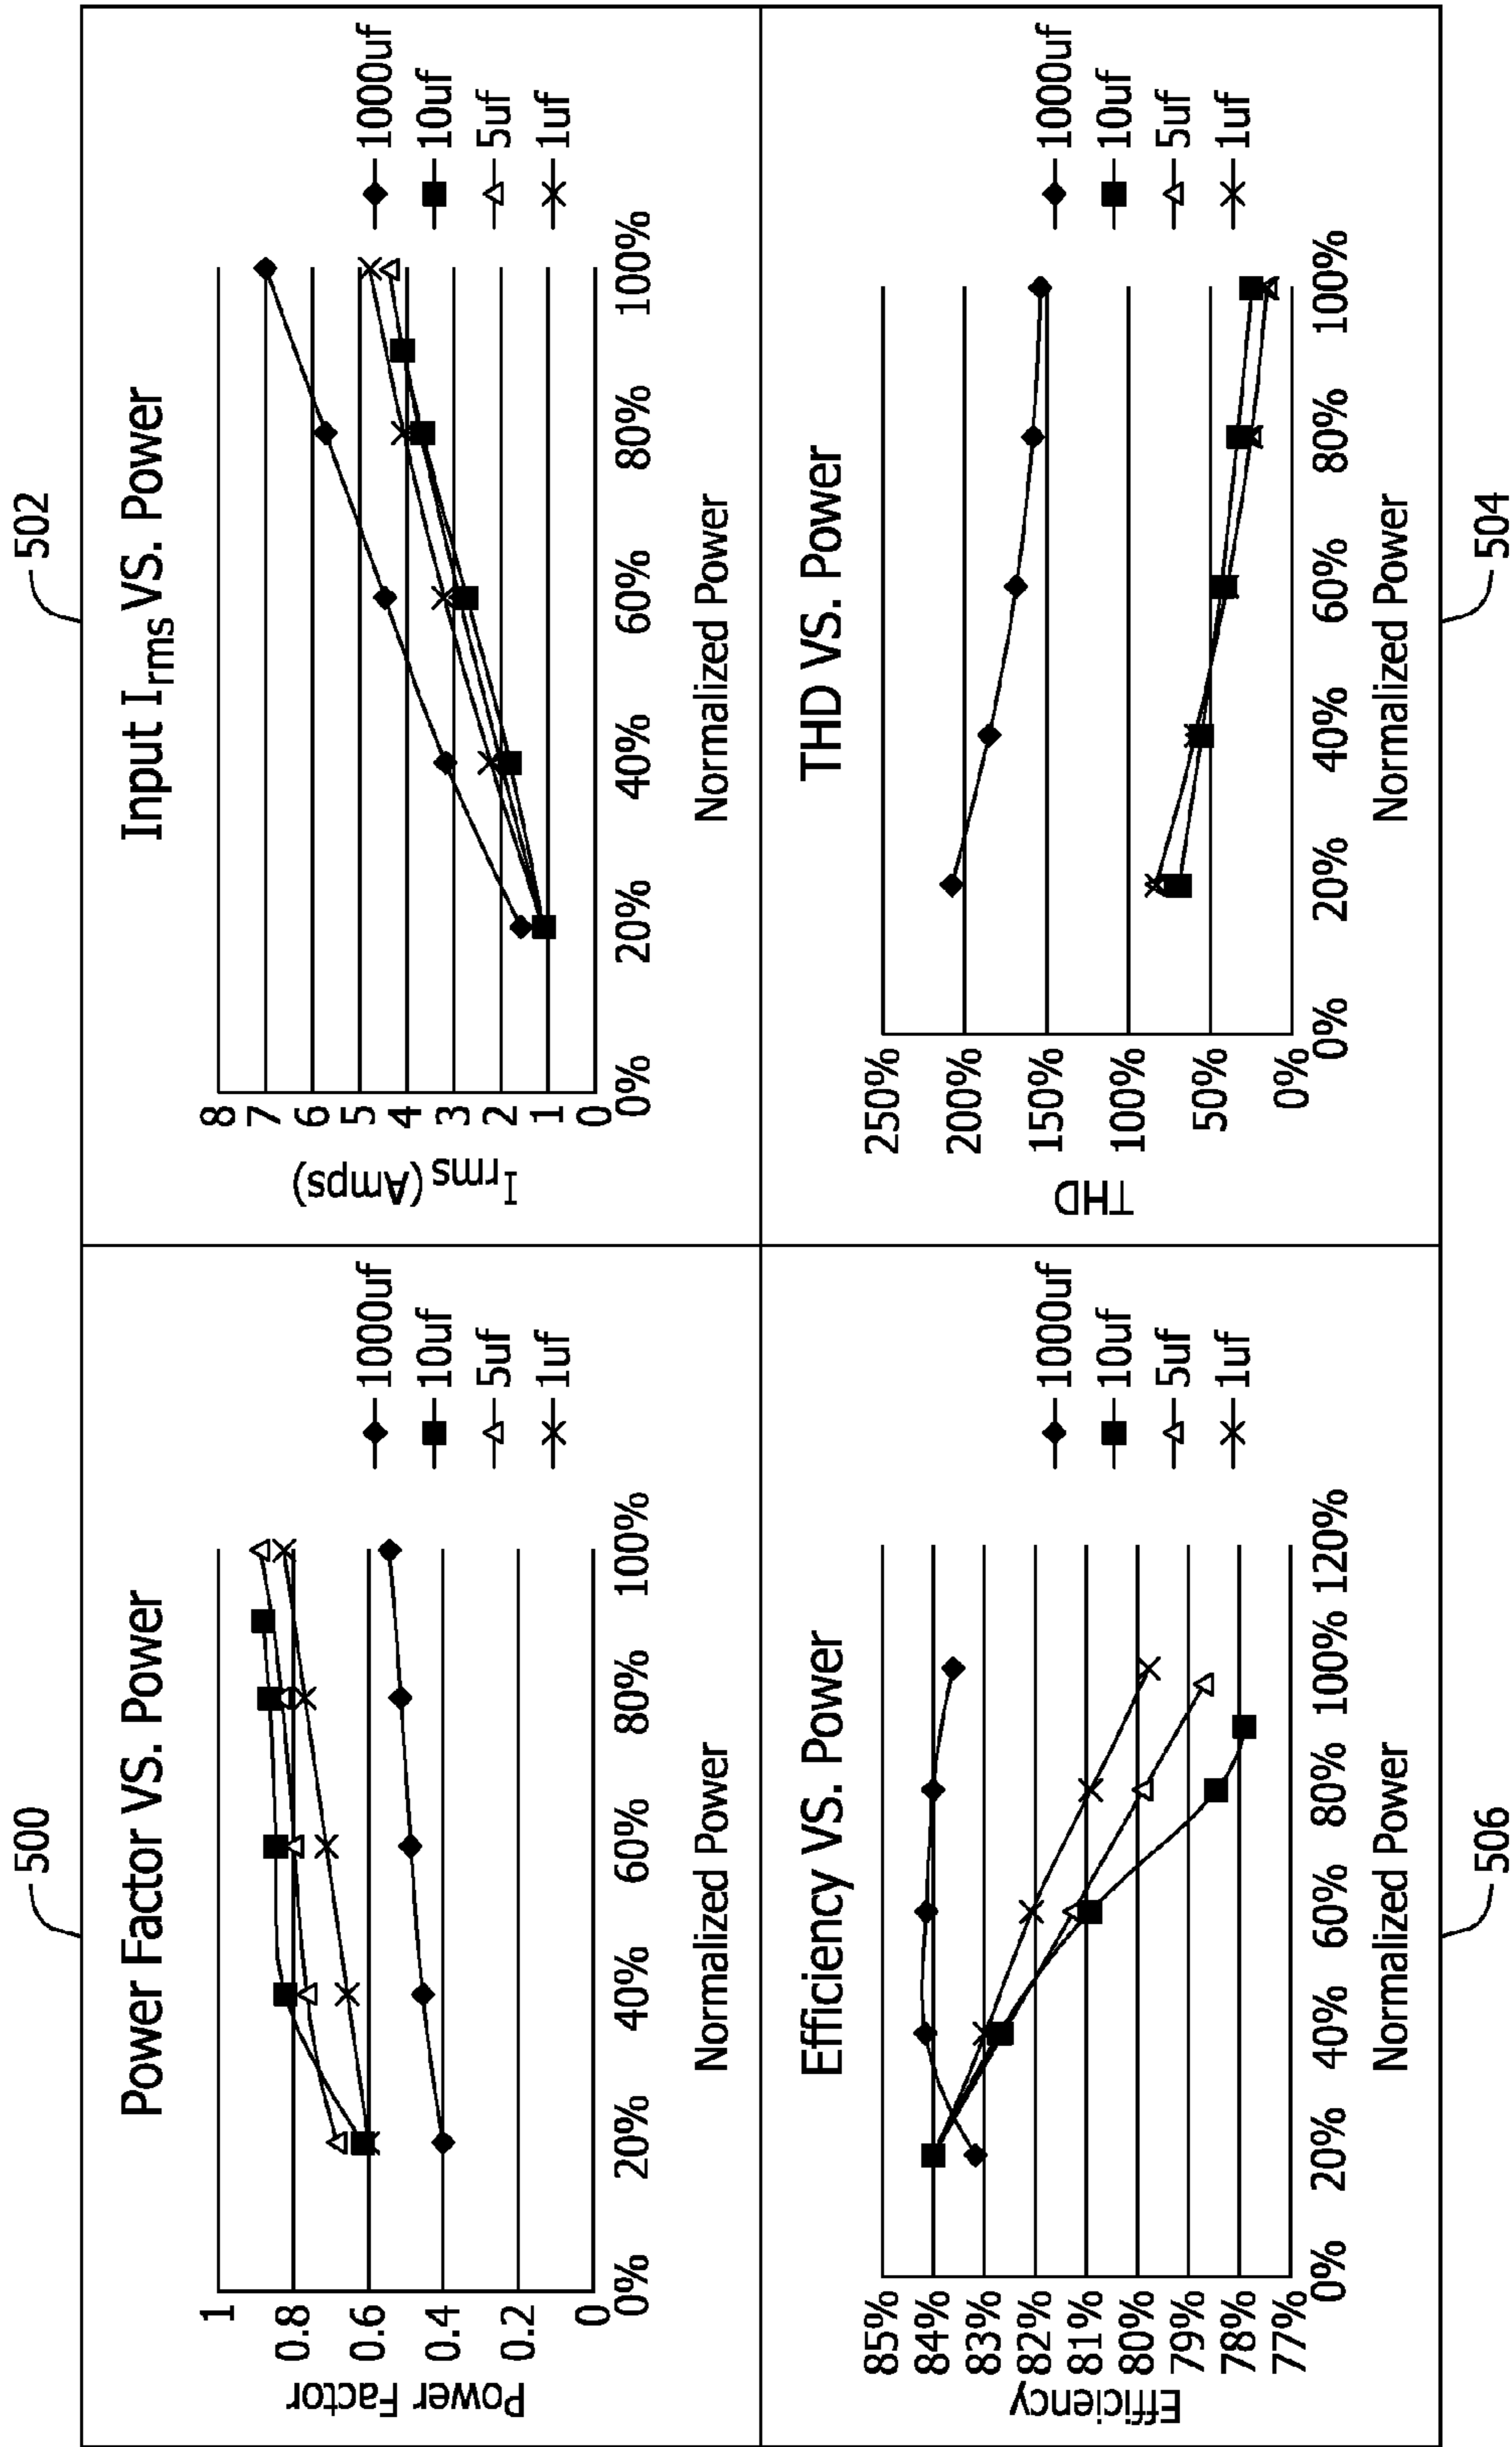 500
Power Factor VS. Power
Power Factor
1
0.8
0.6
0.4
0.2
0
0%
20%
40%
60%
80%
100%
Normalized Power
1000uf
10uf
5uf
1uf
502
Input Irms VS. Power
Irms (Amps)
8
7
6
5
4
3
2
1
0
0%
20%
40%
60%
80%
100%
Normalized Power
1000uf
10uf
5uf
1uf
Efficiency VS. Power
Efficiency
85%
84%
83%
82%
81%
80%
79%
78%
77%
0%
20%
40%
60%
80%
100%
120%
Normalized Power
1000uf
10uf
5uf
1uf
506
THD VS. Power
THD
250%
200%
150%
100%
50%
0%
0%
20%
40%
60%
80%
100%
Normalized Power
1000uf
10uf
5uf
1uf
504